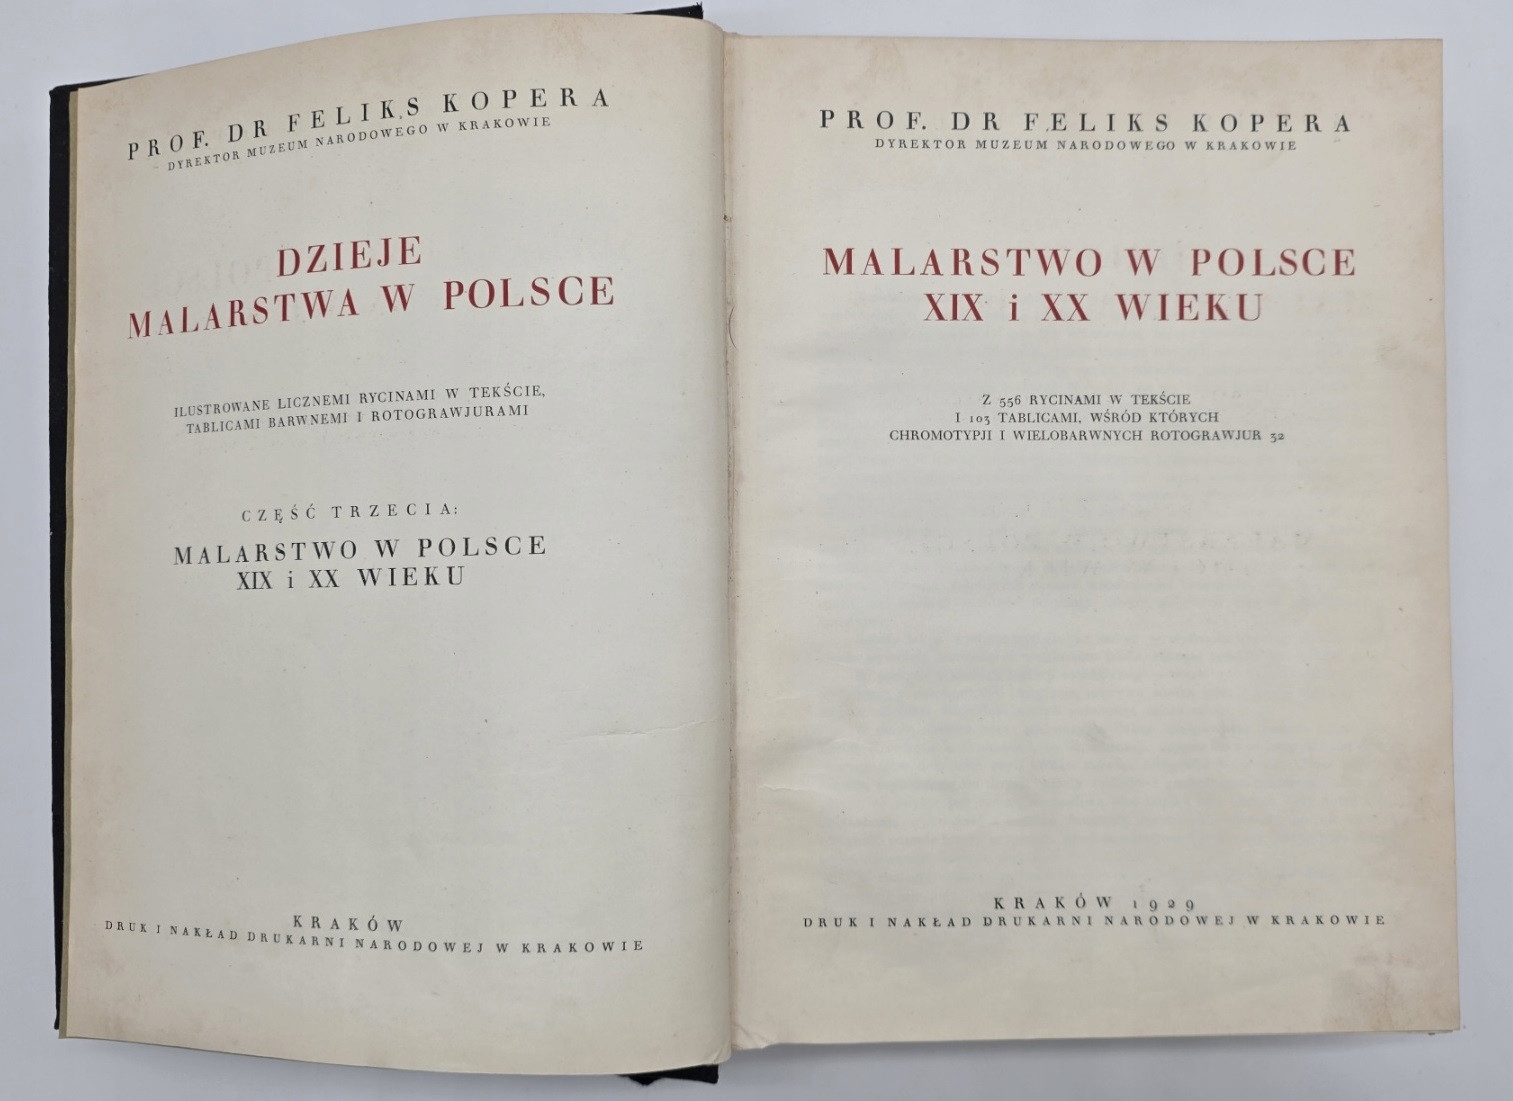 PROF. DR FELIKS KOPERA
DYREKTOR MUZEUM NARODOWEGO W KRAKOWIE
DZIEJE
MALARSTWA W POLSCE
ILUSTROWANE LICZNEMI RYCINAMI W TEKŚCIE,
TABLICAMI BARWNEMI I ROTOGRAWJURAMI
CZĘŚĆ TRZECIA:
MALARSTWO W POLSCE
XIX i XX WIEKU
KRAKÓW
DRUK I NAKŁAD DRUKARNI NARODOWEJ W KRAKOWIE
PROF. DR FELIKS KOPERA
DYREKTOR MUZEUM NARODOWEGO W KRAKOWIE
MALARSTWO W POLSCE
XIX i XX WIEKU
Z 556 RYCINAMI W TEKŚCIE
I 103 TABLICAMI, WŚRÓD KTÓRYCH
CHROMOTYPJI I WIELOBARWNYCH ROTOGRAWJUR 32
KRAKÓW 1929
DRUK I NAKŁAD DRUKARNI NARODOWEJ W KRAKOWIE